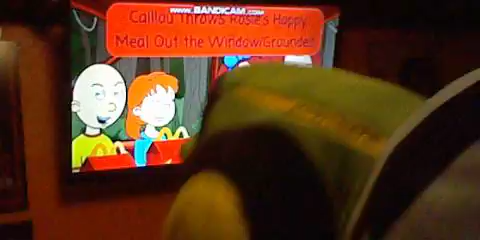 www.BANDICAM.com
Caillou Throws Rosie's Happy
Meal Out the Window/Grounded